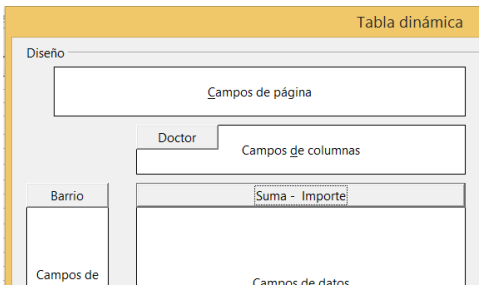 Tabla dinámica
Diseño
Campos de página
Doctor
Campos de columnas
Barrio
Suma - Importe
Campos de
Campos de datos